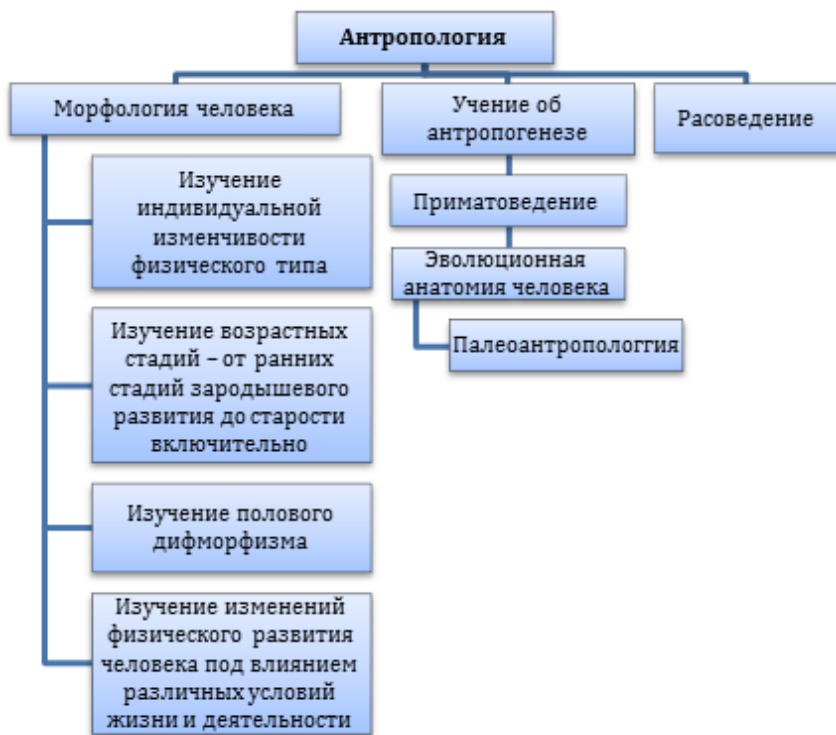 Антропология
Морфология человека
Изучение
индивидуальной
изменчивости
физического типа
Изучение возрастных
стадий – от ранних
стадий зародышевого
развития до старости
включительно
Изучение полового
дифморфизма
Изучение изменений
физического развития
человека под влиянием
различных условий
жизни и деятельности
Учение об
антропогенезе
Приматоведение
Эволюционная
анатомия человека
Палеоантропологгия
Расоведение